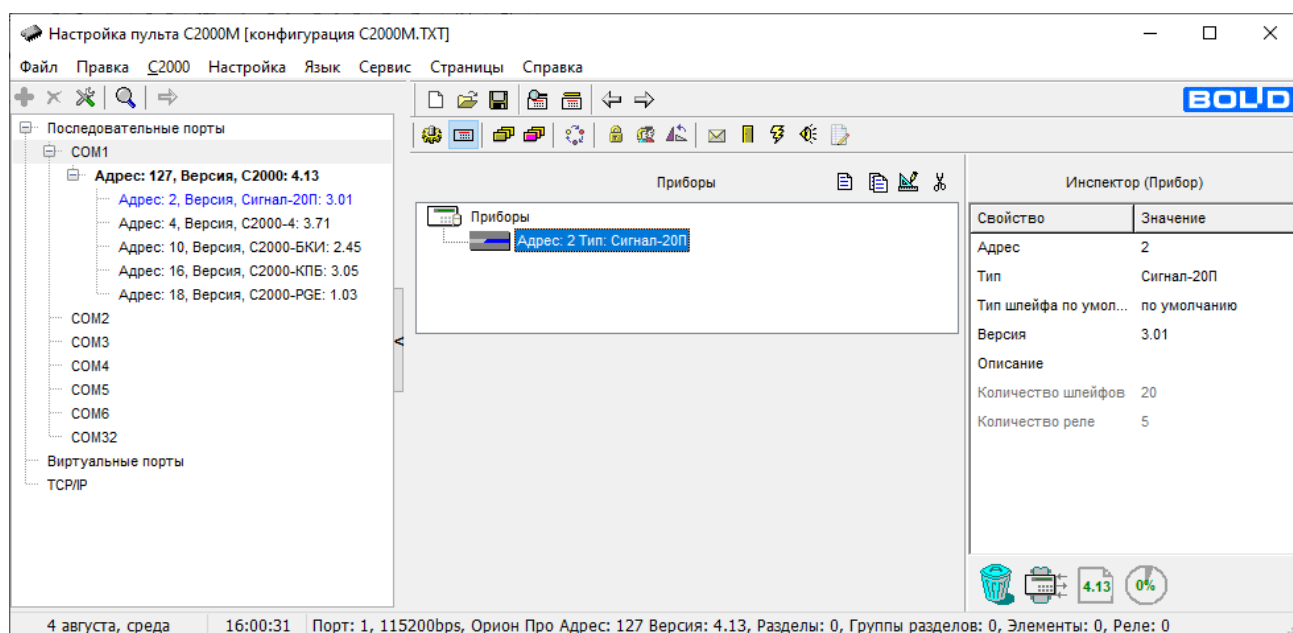 Настройка пульта C2000M [конфигурация C2000M.TXT]
Файл Правка C2000 Настройка Язык Сервис Страницы Справка
BOLID
Последовательные порты
COM1
Адрес: 127, Версия, С2000: 4.13
Адрес: 2, Версия, Сигнал-20П: 3.01
Адрес: 4, Версия, С2000-4: 3.71
Адрес: 10, Версия, С2000-БКИ: 2.45
Адрес: 16, Версия, С2000-КПБ: 3.05
Адрес: 18, Версия, С2000-PGE: 1.03
COM2
COM3
COM4
COM5
COM6
COM32
Виртуальные порты
TCP/IP
<
Приборы
Приборы
Адрес: 2 Тип: Сигнал-20П
Инспектор (Прибор)
Свойство Значение
Адрес 2
Тип Сигнал-20П
Тип шлейфа по умол... по умолчанию
Версия 3.01
Описание
Количество шлейфов 20
Количество реле 5
4.13 0%
4 августа, среда 16:00:31 Порт: 1, 115200bps, Орион Про Адрес: 127 Версия: 4.13, Разделы: 0, Группы разделов: 0, Элементы: 0, Реле: 0